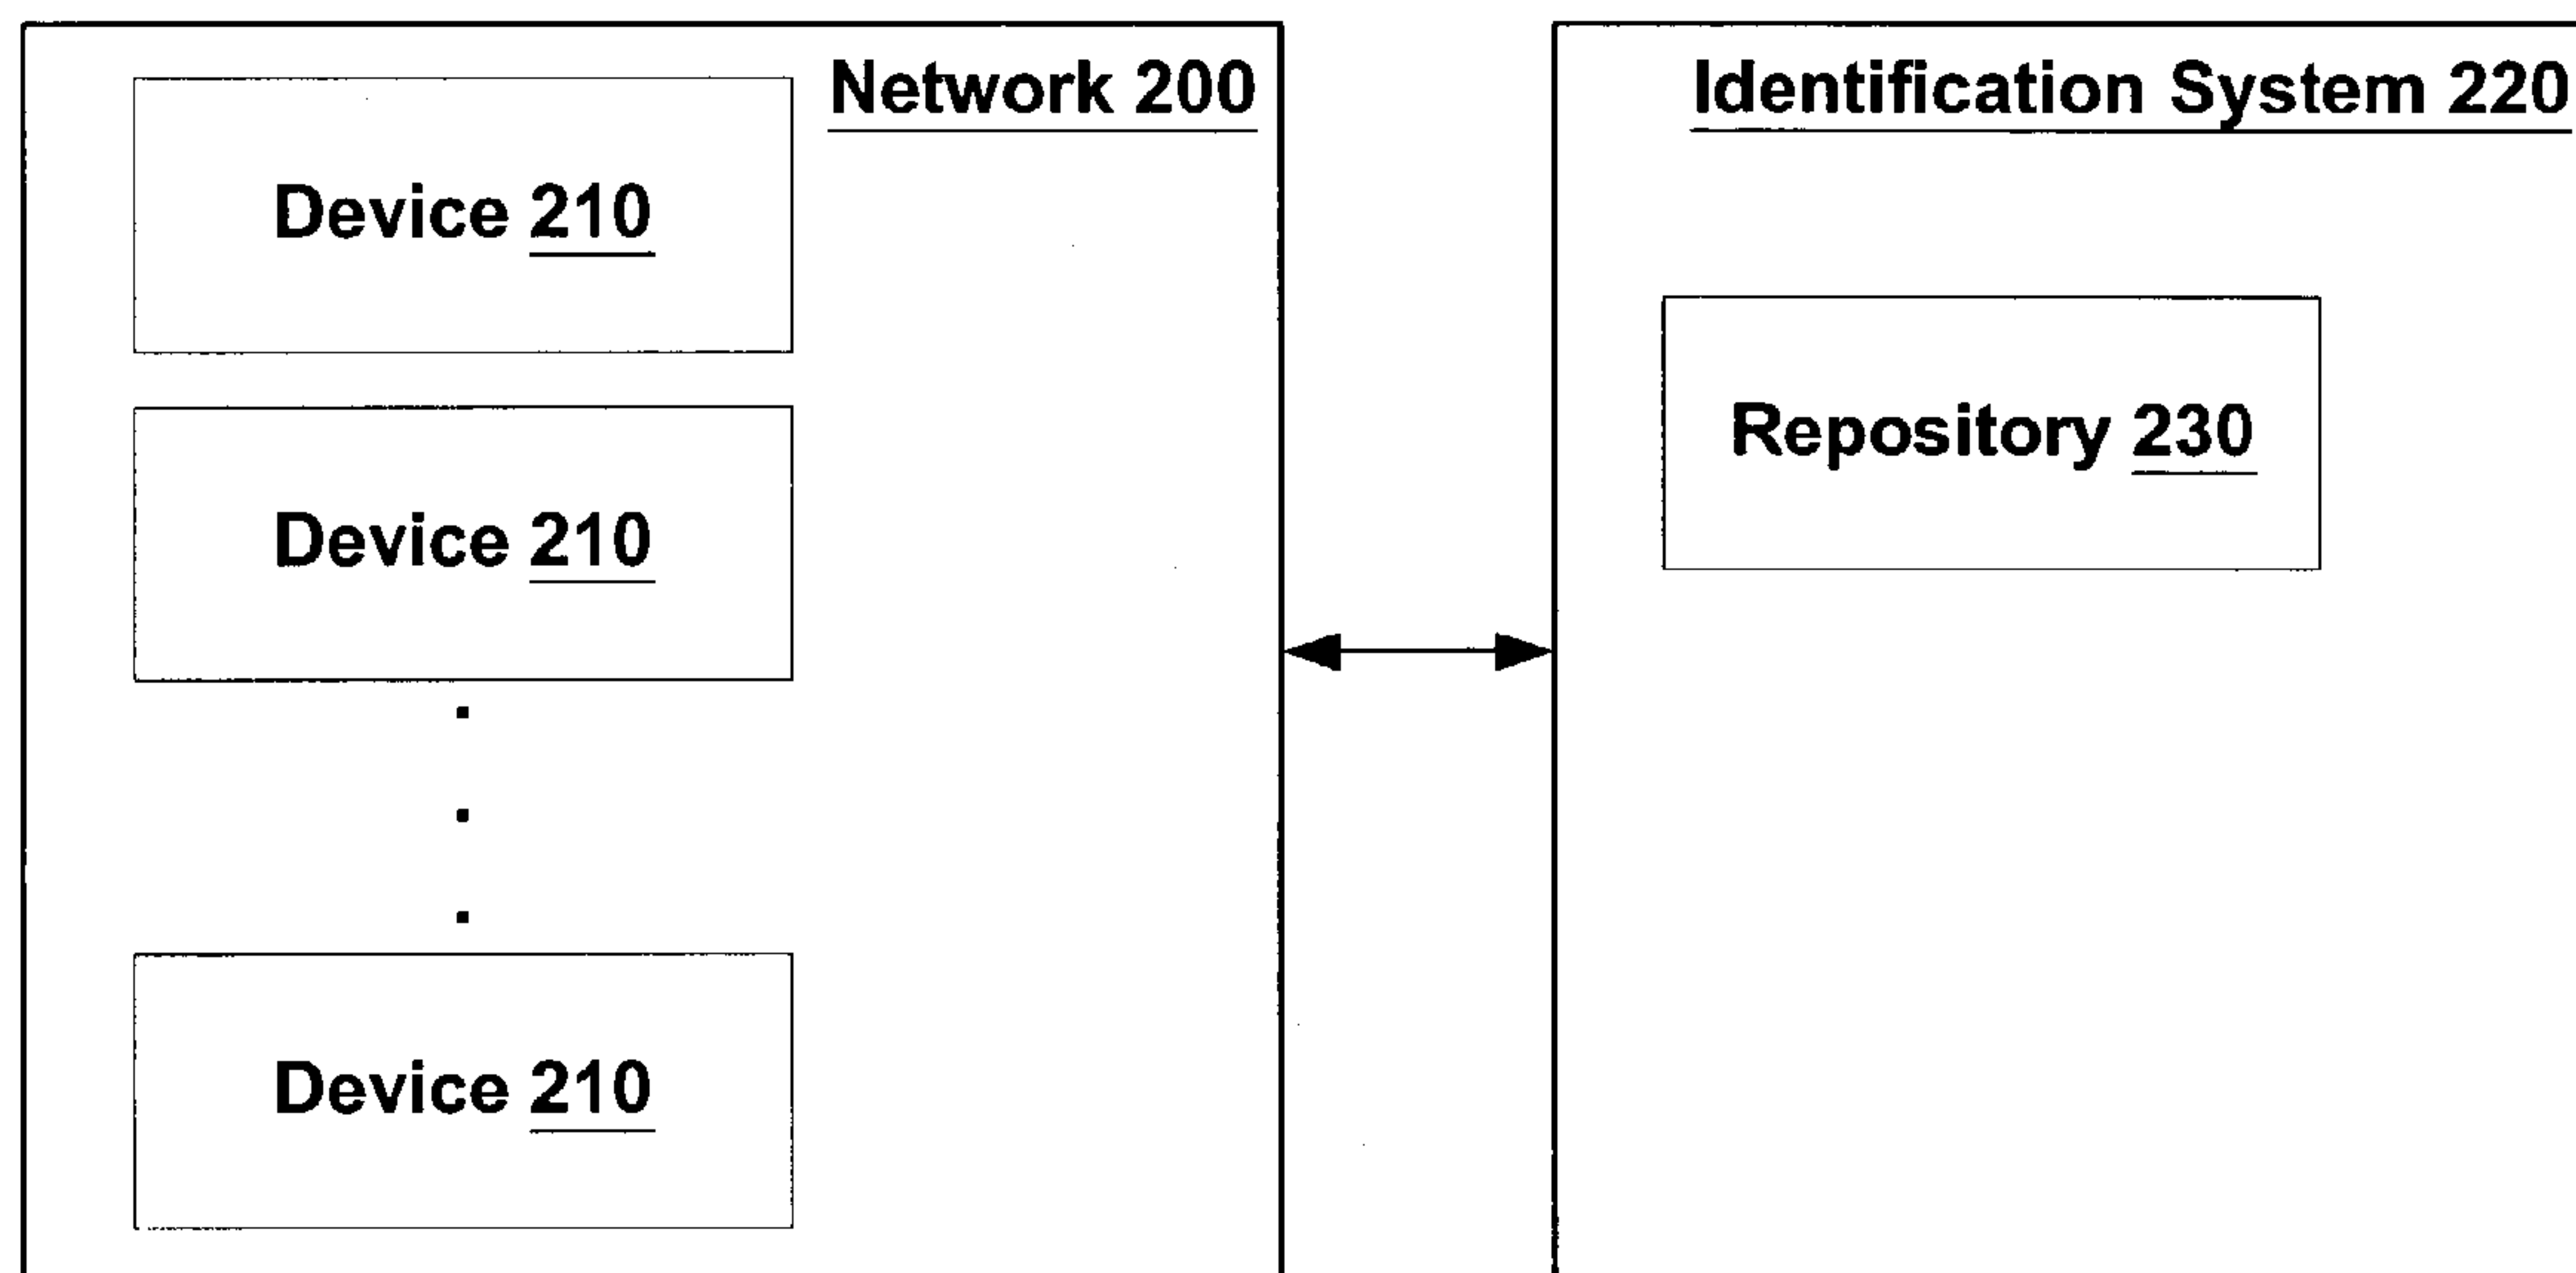 Network 200
Device 210
Device 210
Device 210
Identification System 220
Repository 230